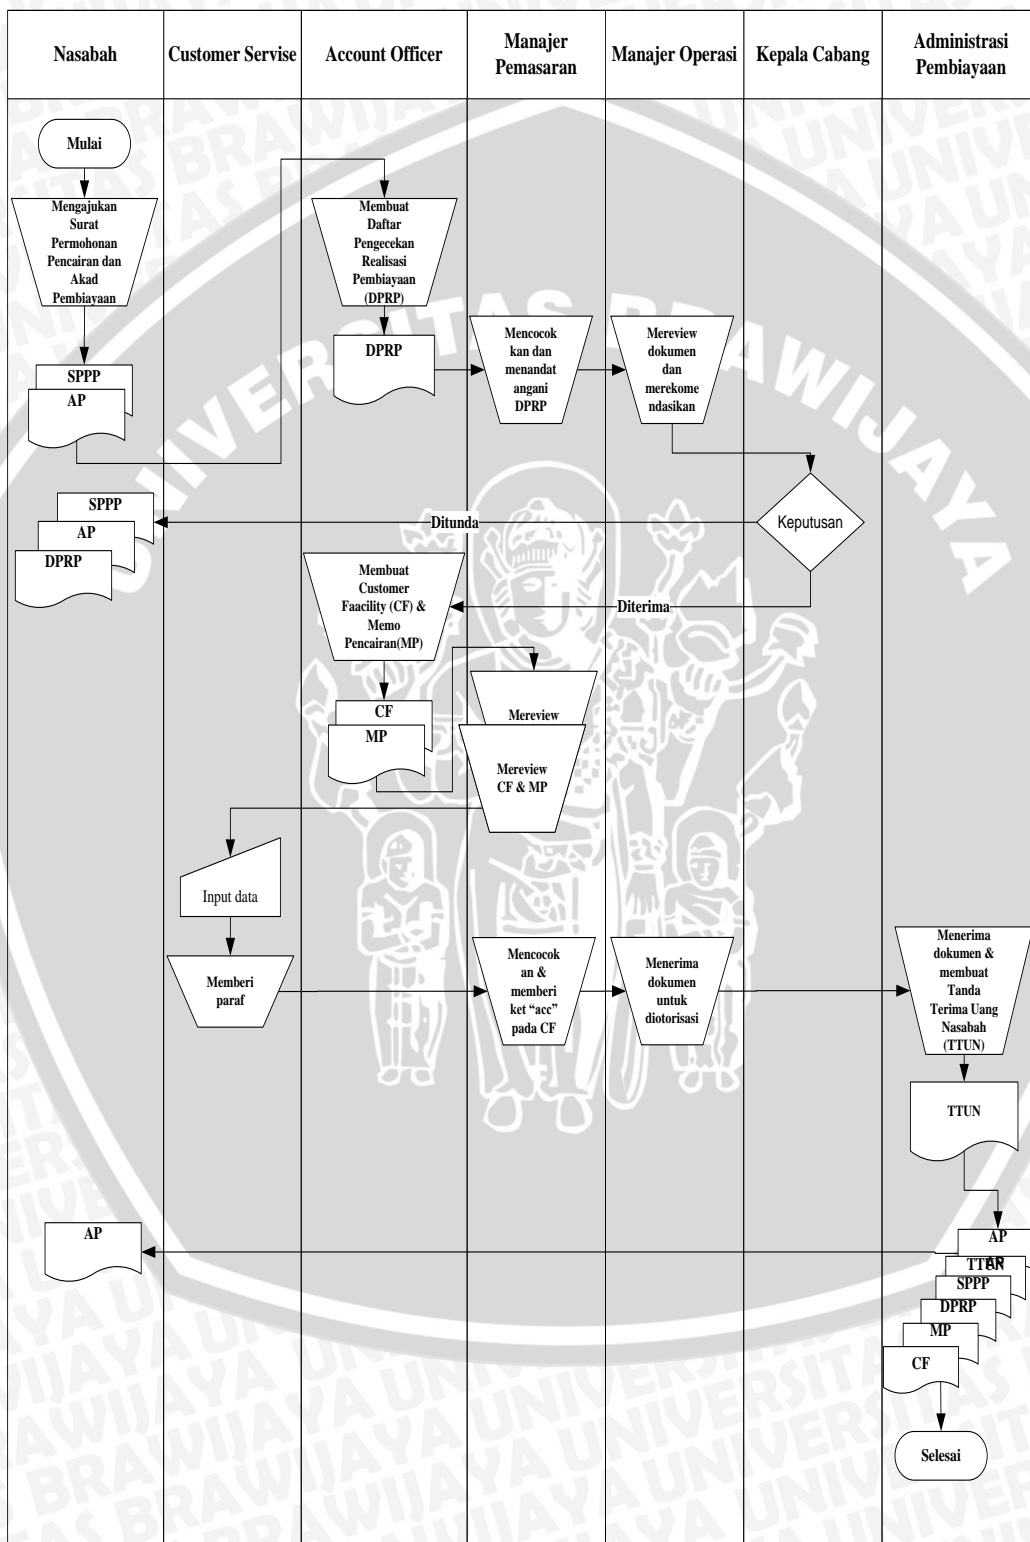 Nasabah
Customer Servise
Account Officer
Manajer
Pemasaran
Manajer Operasi
Kepala Cabang
Administrasi
Pembiayaan
Mulai
Mengajukan
Surat
Permohonan
Pencairan dan
Akad
Pembiayaan
SPPP
AP
Membuat
Daftar
Pengecekan
Realisasi
Pembiayaan
(DPRP)
DPRP
Mencocok
kan dan
menandat
angani
DPRP
Mereview
dokumen
dan
merekome
ndasikan
Keputusan
Ditunda
SPPP
AP
DPRP
Diterima
Membuat
Customer
Faacility (CF) &
Memo
Pencairan(MP)
CF
MP
Mereview
Mereview
CF & MP
Input data
Memberi
paraf
Mencocok
an &
memberi
ket “acc”
pada CF
Menerima
dokumen
untuk
diotorisasi
Menerima
dokumen &
membuat
Tanda
Terima Uang
Nasabah
(TTUN)
TTUN
AP
AP
TTUN
AP
SPPP
DPRP
MP
CF
Selesai
UNIVERSITAS BRAWIJAYA